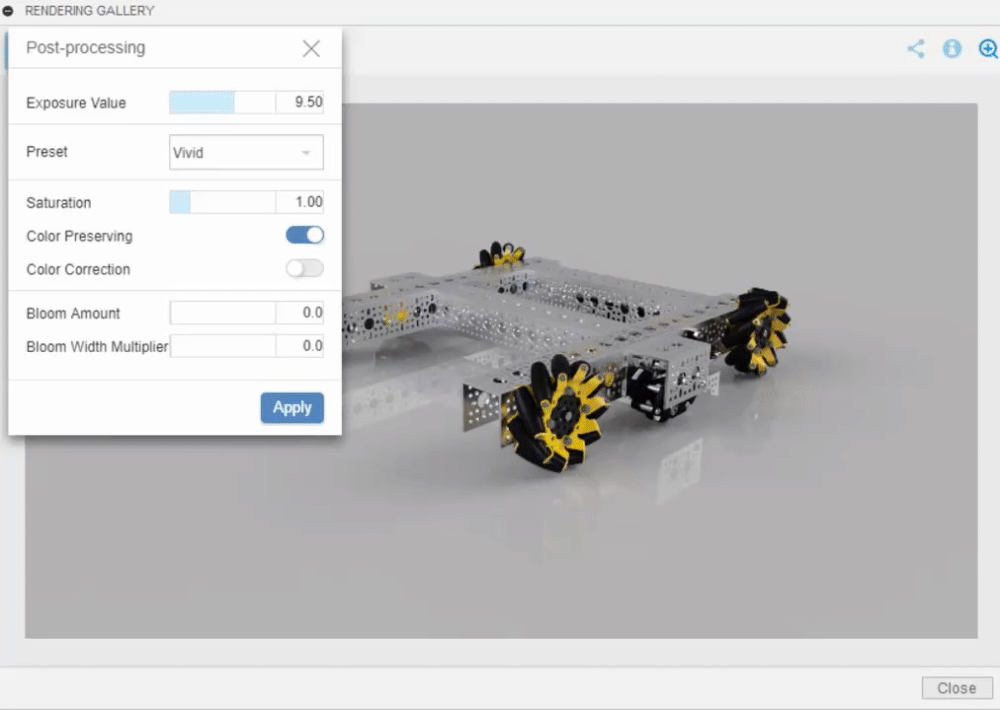 RENDERING GALLERY
Post-processing
Exposure Value 9.50
Preset Vivid
Saturation 1.00
Color Preserving
Color Correction
Bloom Amount 0.0
Bloom Width Multiplier 0.0
Apply
Close